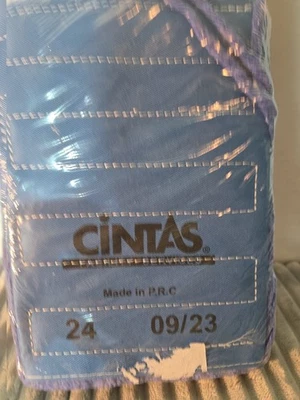 CINTAS®
Made in P.R.C
24 09/23